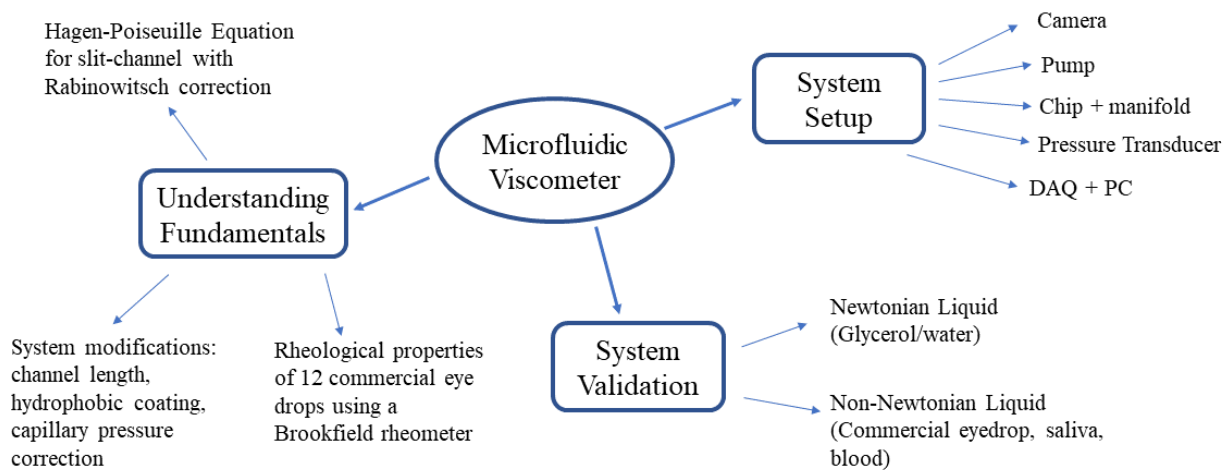 Hagen-Poiseuille Equation
for slit-channel with
Rabinowitsch correction
Camera
Pump
Chip + manifold
Pressure Transducer
DAQ + PC
System
Setup
Microfluidic
Viscometer
Understanding
Fundamentals
System modifications:
channel length,
hydrophobic coating,
capillary pressure
correction
Rheological properties
of 12 commercial eye
drops using a
Brookfield rheometer
System
Validation
Newtonian Liquid
(Glycerol/water)
Non-Newtonian Liquid
(Commercial eyedrop, saliva,
blood)